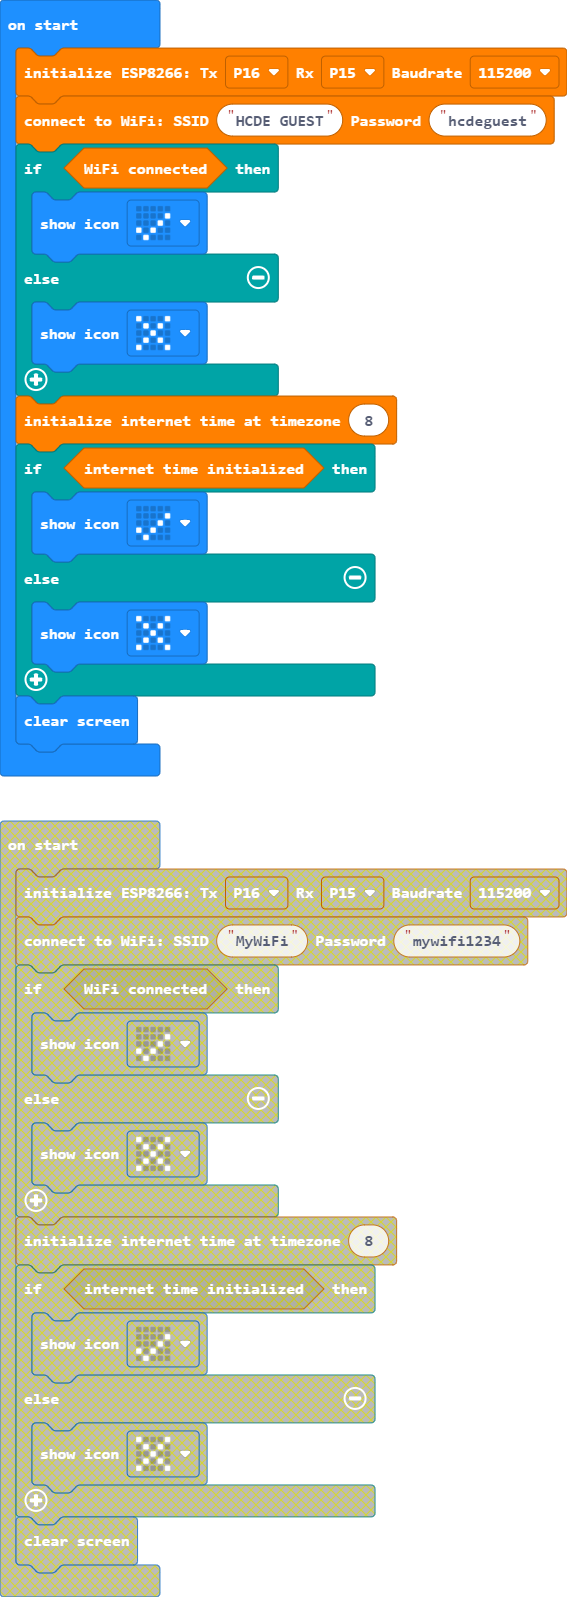 on start
initialize ESP8266: Tx P16 Rx P15 Baudrate 115200
connect to WiFi: SSID "HCDE GUEST" Password "hcdeguest"
if WiFi connected then
show icon
else
show icon
initialize internet time at timezone 8
if internet time initialized then
show icon
else
show icon
clear screen
on start
initialize ESP8266: Tx P16 Rx P15 Baudrate 115200
connect to WiFi: SSID "MyWiFi" Password "mywifi1234"
if WiFi connected then
show icon
else
show icon
initialize internet time at timezone 8
if internet time initialized then
show icon
else
show icon
clear screen